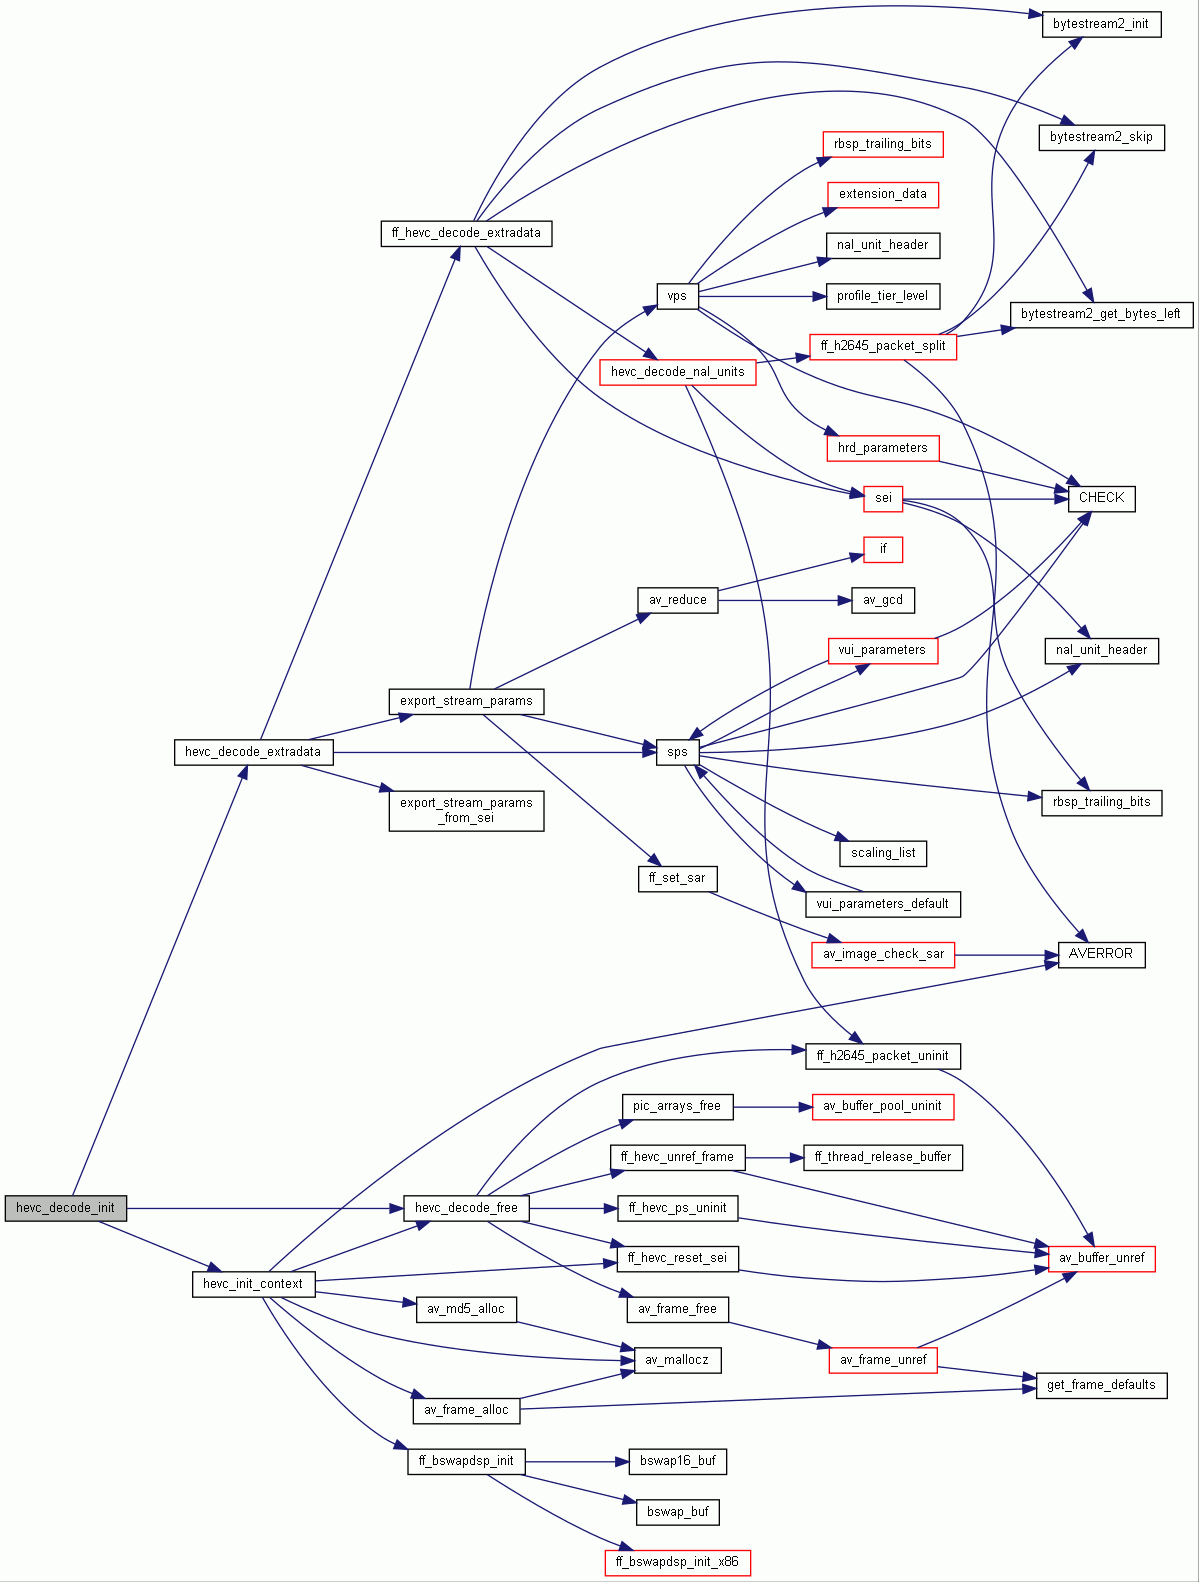 bytestream2_init
bytestream2_skip
rbsp_trailing_bits
extension_data
ff_hevc_decode_extradata
nal_unit_header
vps
profile_tier_level
bytestream2_get_bytes_left
ff_h2645_packet_split
hevc_decode_nal_units
hrd_parameters
sei
CHECK
if
av_reduce
av_gcd
vui_parameters
nal_unit_header
export_stream_params
hevc_decode_extradata
sps
export_stream_params
_from_sei
rbsp_trailing_bits
scaling_list
ff_set_sar
vui_parameters_default
av_image_check_sar
AVERROR
ff_h2645_packet_uninit
pic_arrays_free
av_buffer_pool_uninit
ff_hevc_unref_frame
ff_thread_release_buffer
hevc_decode_init
hevc_decode_free
ff_hevc_ps_uninit
ff_hevc_reset_sei
av_buffer_unref
hevc_init_context
av_md5_alloc
av_frame_free
av_mallocz
av_frame_unref
get_frame_defaults
av_frame_alloc
ff_bswapdsp_init
bswap16_buf
bswap_buf
ff_bswapdsp_init_x86